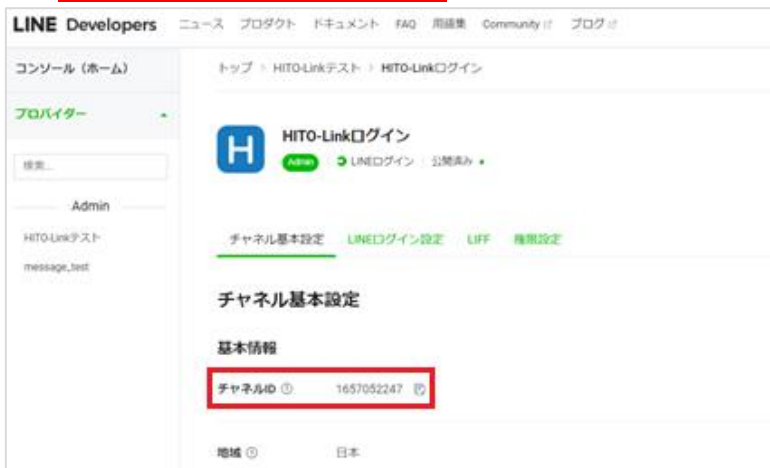 LINE Developers ニュース プロダクト ドキュメント FAQ 用語集 Community ブログ
コンソール（ホーム） トップ > HITO-Linkテスト > HITO-Linkログイン
プロバイダー
HITO-Linkログイン
H
Admin LINEログイン 公開済み
検索...
Admin
HITO-Linkテスト
チャネル基本設定 LINEログイン設定 LIFF 権限設定
message_test
チャネル基本設定
基本情報
チャネルID 1657052247
地域 日本